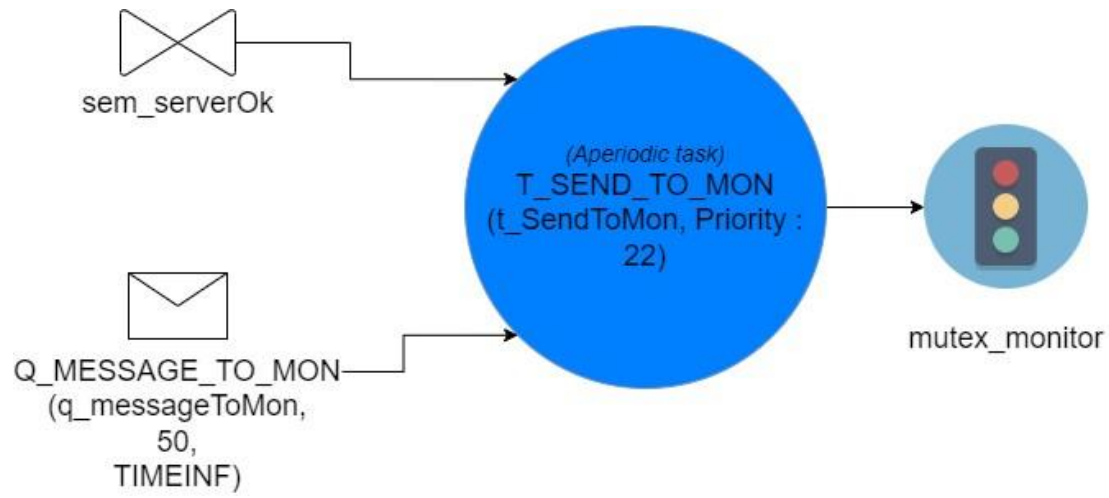 sem_serverOk
(Aperiodic task)
T_SEND_TO_MON
(t_SendToMon, Priority :
22)
mutex_monitor
Q_MESSAGE_TO_MON
(q_messageToMon,
50,
TIMEINF)